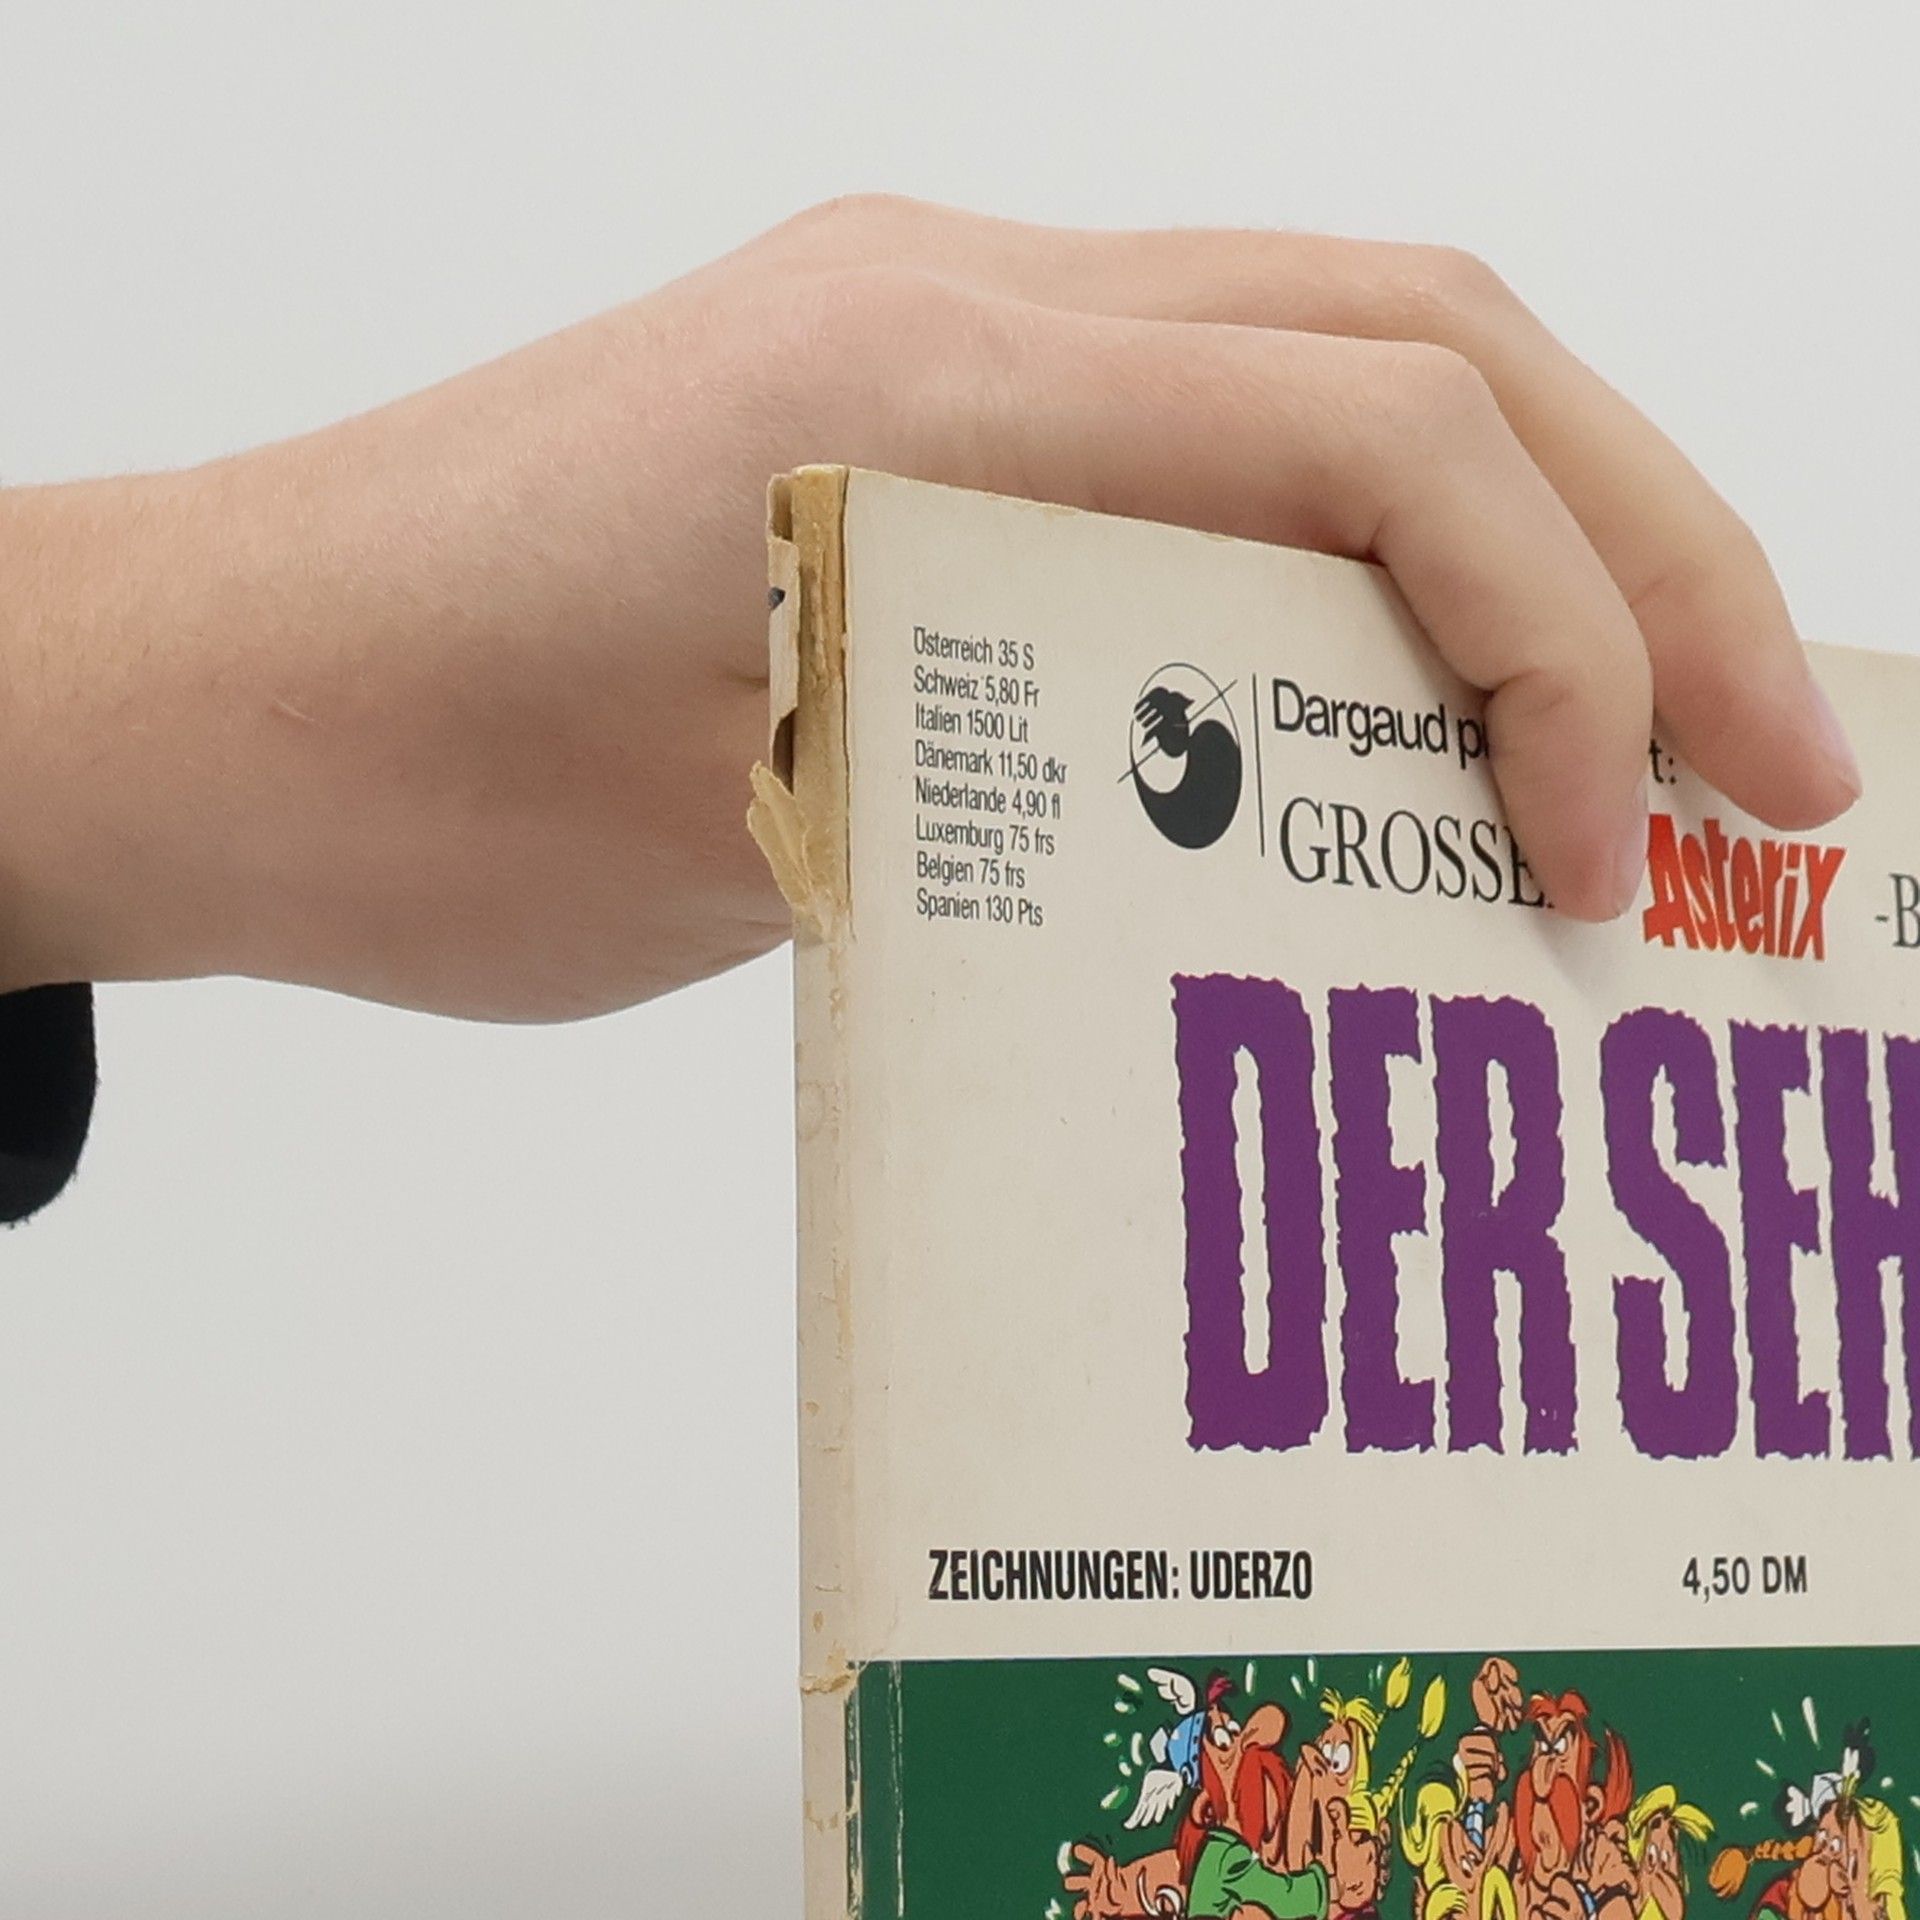 Österreich 35 S
Schweiz 5,80 Fr
Italien 1500 Lit
Dänemark 11,50 dkr
Niederlande 4,90 fl
Luxemburg 75 frs
Belgien 75 frs
Spanien 130 Pts
Dargaud p t:
GROSSE Asterix -B
DER SEH
ZEICHNUNGEN: UDERZO 4,50 DM